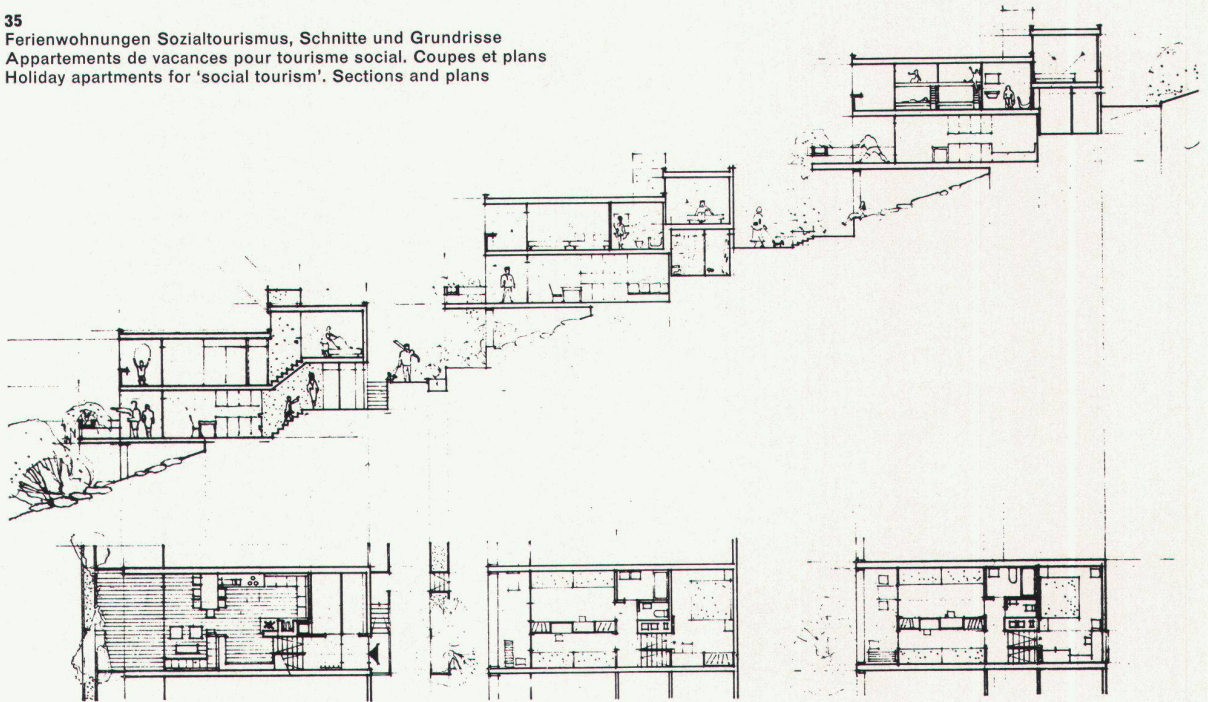 35
Ferienwohnungen Sozialtourismus, Schnitte und Grundrisse
Appartements de vacances pour tourisme social. Coupes et plans
Holiday apartments for ‘social tourism’. Sections and plans